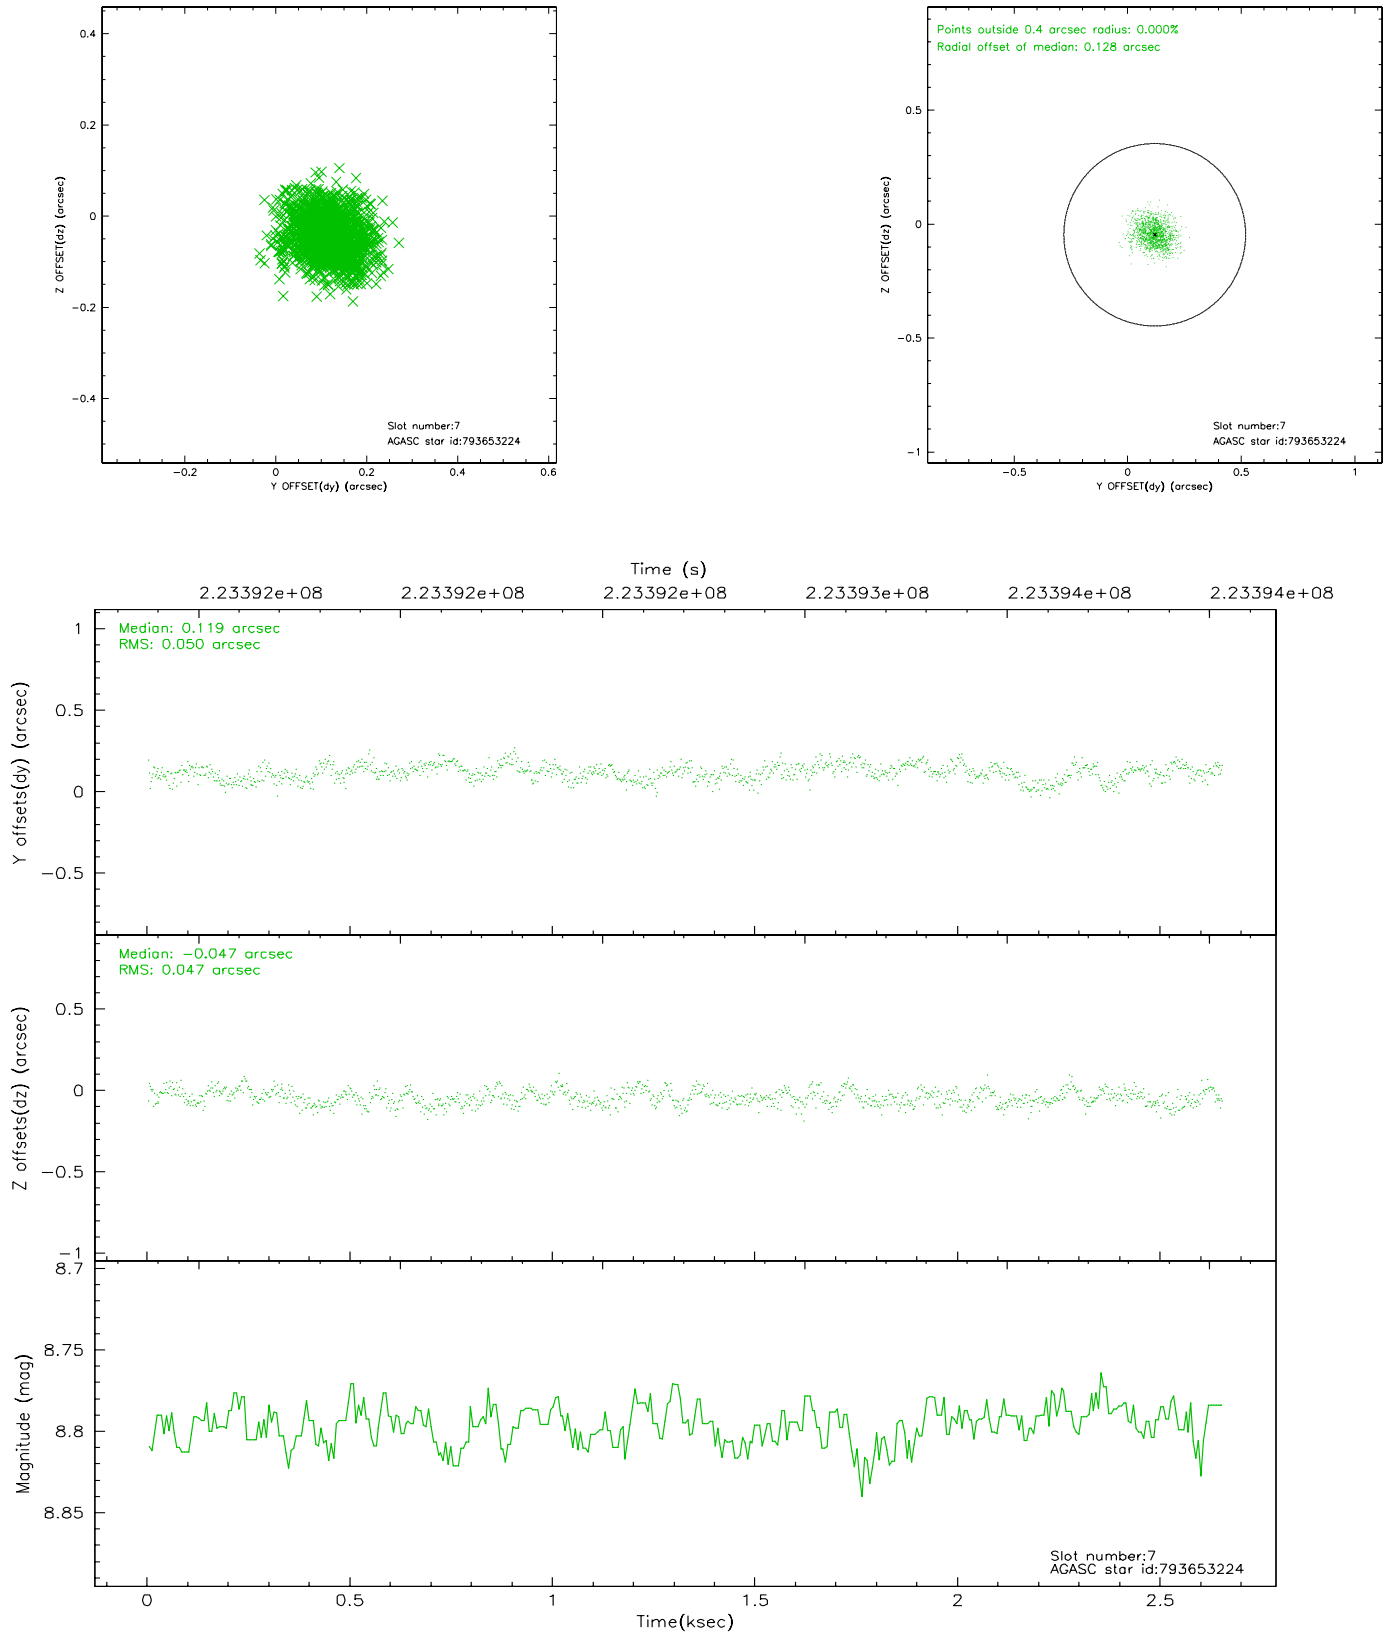 0.4
0.2
0
−0.2
−0.4
Z OFFSET(dz) (arcsec)
Slot number:7
AGASC star id:793653224
−0.2 0 0.2 0.4 0.6
Y OFFSET(dy) (arcsec)
Points outside 0.4 arcsec radius: 0.000%
Radial offset of median: 0.128 arcsec
0.5
0
−0.5
−1
Z OFFSET(dz) (arcsec)
Slot number:7
AGASC star id:793653224
−0.5 0 0.5 1
Y OFFSET(dy) (arcsec)
Time (s)
2.23392e+08 2.23392e+08 2.23392e+08 2.23393e+08 2.23394e+08 2.23394e+08
Median: 0.119 arcsec
RMS: 0.050 arcsec
1
0.5
0
−0.5
Y offsets(dy) (arcsec)
Median: −0.047 arcsec
RMS: 0.047 arcsec
0.5
0
−0.5
−1
Z offsets(dz) (arcsec)
8.7
8.75
8.8
8.85
Magnitude (mag)
Slot number:7
AGASC star id:793653224
0 0.5 1 1.5 2 2.5
Time(ksec)